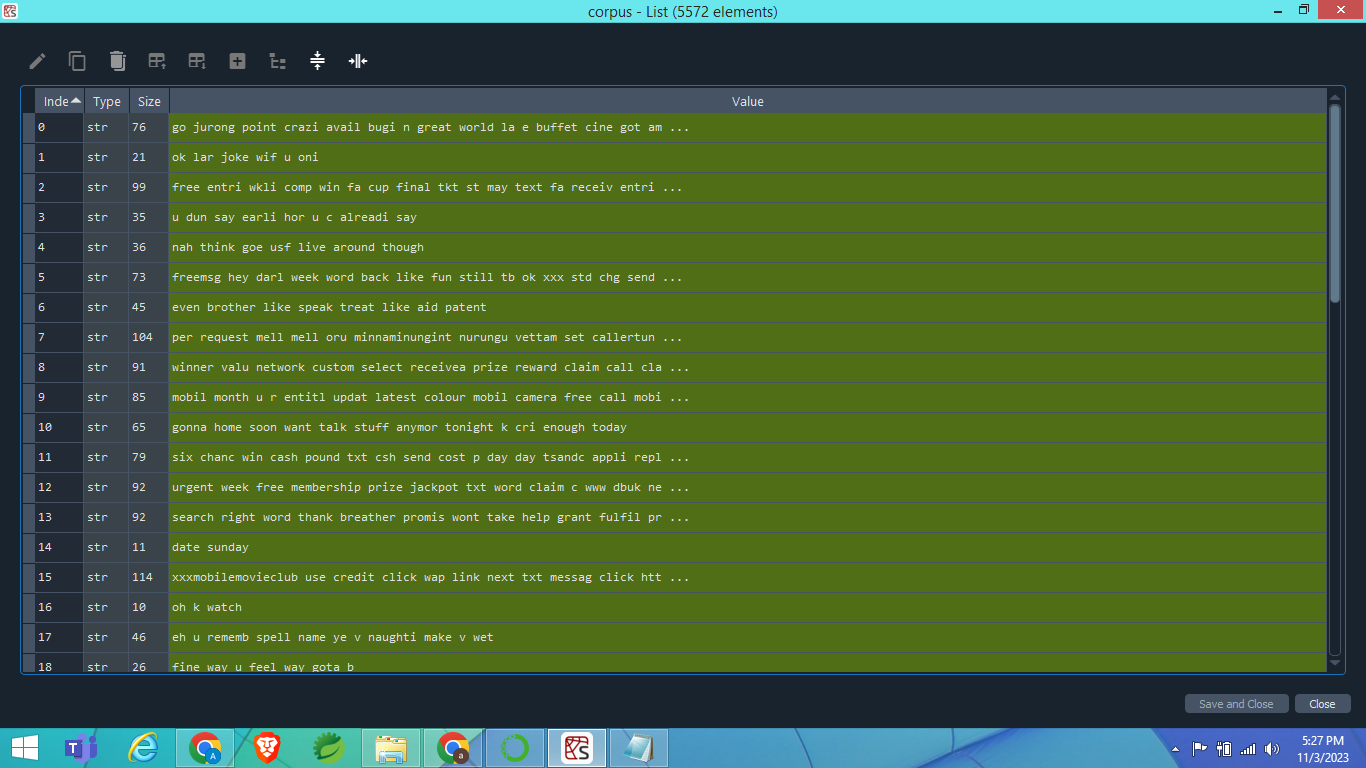 corpus - List (5572 elements)
Inde Type Size Value
0 str 76 go jurong point crazi avail bugi n great world la e buffet cine got am ...
1 str 21 ok lar joke wif u oni
2 str 99 free entri wkli comp win fa cup final tkt st may text fa receiv entri ...
3 str 35 u dun say earli hor u c alreadi say
4 str 36 nah think goe usf live around though
5 str 73 freemsg hey darl week word back like fun still tb ok xxx std chg send ...
6 str 45 even brother like speak treat like aid patent
7 str 104 per request mell mell oru minnaminungint nurungu vettam set callertun ...
8 str 91 winner valu network custom select receivea prize reward claim call cla ...
9 str 85 mobil month u r entitl updat latest colour mobil camera free call mobi ...
10 str 65 gonna home soon want talk stuff anymor tonight k cri enough today
11 str 79 six chanc win cash pound txt csh send cost p day day tsandc appli repl ...
12 str 92 urgent week free membership prize jackpot txt word claim c www dbuk ne ...
13 str 92 search right word thank breather promis wont take help grant fulfil pr ...
14 str 11 date sunday
15 str 114 xxxmobilemovieclub use credit click wap link next txt messag click htt ...
16 str 10 oh k watch
17 str 46 eh u rememb spell name ye v naughti make v wet
18 str 26 fine way u feel way gota b
Save and Close Close
5:27 PM
11/3/2023